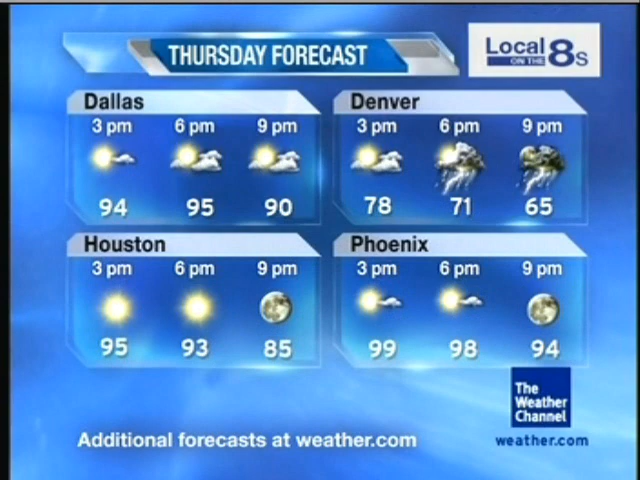 THURSDAY FORECAST
Local
ON THE
8s
Dallas
3 pm 6 pm 9 pm
94 95 90
Denver
3 pm 6 pm 9 pm
78 71 65
Houston
3 pm 6 pm 9 pm
95 93 85
Phoenix
3 pm 6 pm 9 pm
99 98 94
The
Weather
Channel
Additional forecasts at weather.com
weather.com